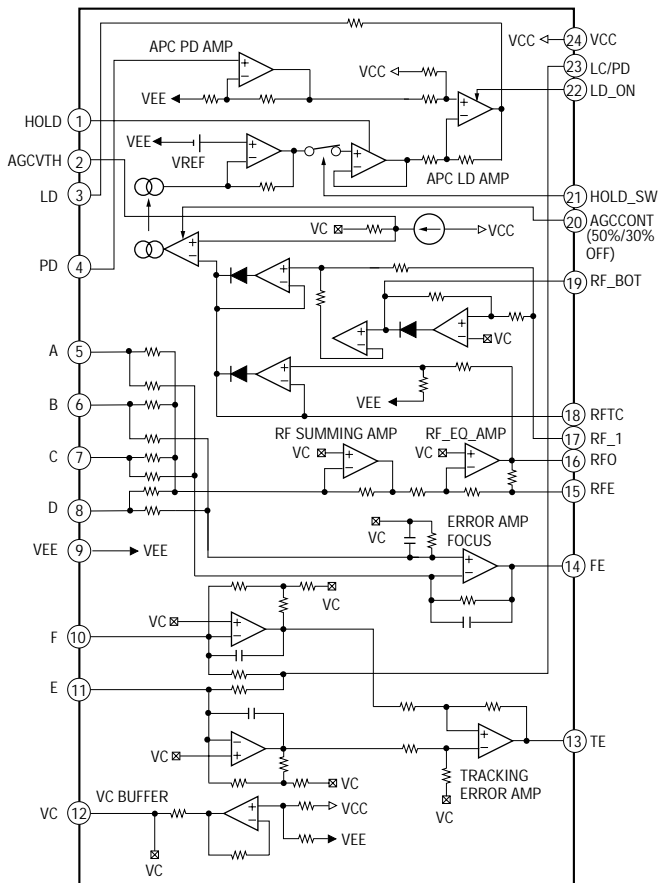 APC PD AMP
VCC
24 VCC
23 LC/PD
VCC
22 LD_ON
VEE
HOLD 1
VEE
VREF
AGCVTH 2
APC LD AMP
LD 3
21 HOLD_SW
20 AGCCONT
(50%/30%
OFF)
VC
VCC
PD 4
19 RF_BOT
VC
A 5
B 6
VEE
18 RFTC
17 RF_1
RF SUMMING AMP
RF_EQ_AMP
C 7
VC
VC
16 RFO
15 RFE
D 8
VC
ERROR AMP
FOCUS
VEE 9
VEE
14 FE
VC
VC
F 10
E 11
VC
13 TE
VC
TRACKING
ERROR AMP
VC
VC BUFFER
VC 12
VCC
VEE
VC